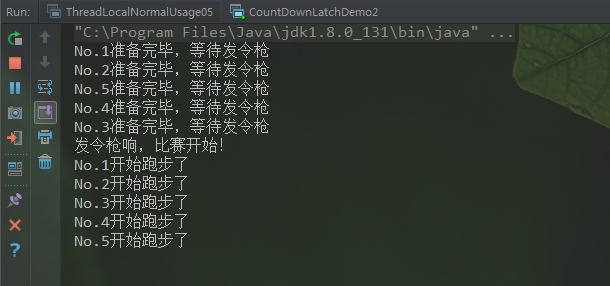 Run: ThreadLocalNormalUsage05 CountDownLatchDemo2
"C:\Program Files\Java\jdk1.8.0_131\bin\java" ...
No.1准备完毕，等待发令枪
No.2准备完毕，等待发令枪
No.5准备完毕，等待发令枪
No.4准备完毕，等待发令枪
No.3准备完毕，等待发令枪
发令枪响，比赛开始!
No.1开始跑步了
No.2开始跑步了
No.3开始跑步了
No.4开始跑步了
No.5开始跑步了